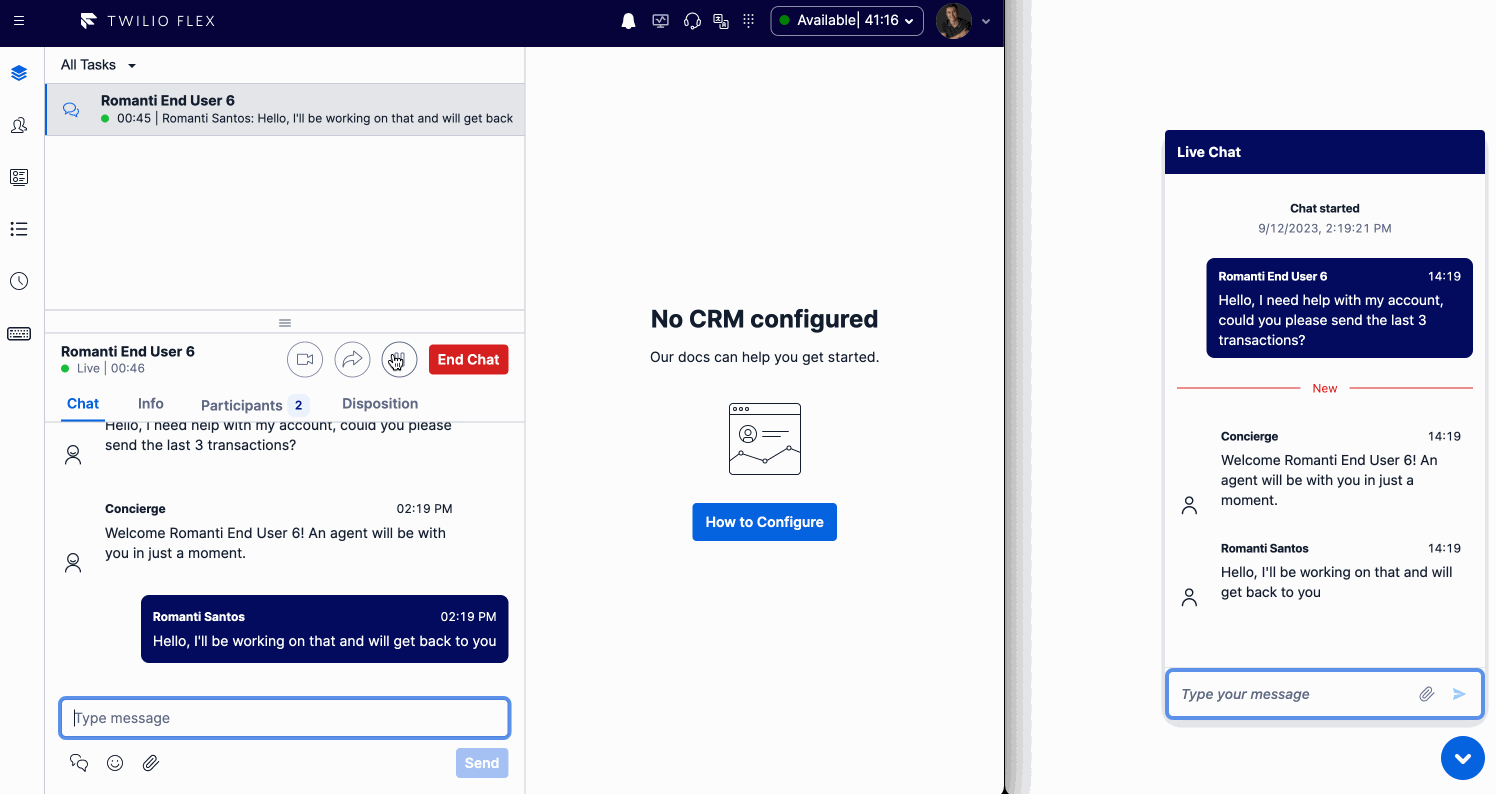 TWILIO FLEX
Available| 41:16
All Tasks
Romanti End User 6
00:45 | Romanti Santos: Hello, I'll be working on that and will get back
Romanti End User 6
Live | 00:46
End Chat
Chat
Info
Participants 2
Disposition
Hello, I need help with my account, could you please
send the last 3 transactions?
Concierge 02:19 PM
Welcome Romanti End User 6! An agent will be with
you in just a moment.
Romanti Santos 02:19 PM
Hello, I'll be working on that and will get back to you
Type message
Send
No CRM configured
Our docs can help you get started.
How to Configure
Live Chat
Chat started
9/12/2023, 2:19:21 PM
Romanti End User 6 14:19
Hello, I need help with my account,
could you please send the last 3
transactions?
New
Concierge 14:19
Welcome Romanti End User 6! An
agent will be with you in just a
moment.
Romanti Santos 14:19
Hello, I'll be working on that and will
get back to you
Type your message